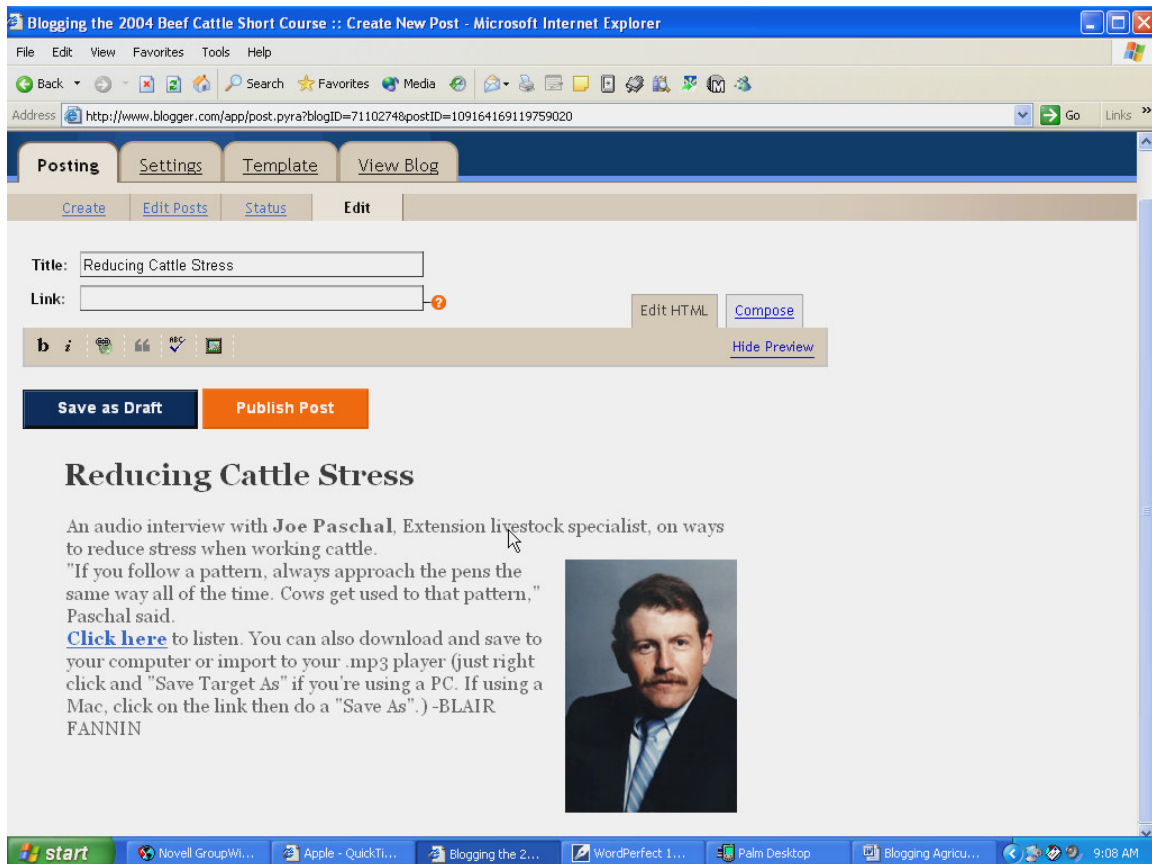 Blogging the 2004 Beef Cattle Short Course :: Create New Post - Microsoft Internet Explorer
File Edit View Favorites Tools Help
Back Search Favorites Media
Address http://www.blogger.com/app/post.pyra?blogID=7110274&postID=109164169119759020 Go Links »
Posting Settings Template View Blog
Create Edit Posts Status Edit
Title: Reducing Cattle Stress
Link: ?
Edit HTML Compose
b i ABC Hide Preview
Save as Draft Publish Post
Reducing Cattle Stress
An audio interview with Joe Paschal, Extension livestock specialist, on ways
to reduce stress when working cattle.
"If you follow a pattern, always approach the pens the
same way all of the time. Cows get used to that pattern,"
Paschal said.
Click here to listen. You can also download and save to
your computer or import to your .mp3 player (just right
click and "Save Target As" if you're using a PC. If using a
Mac, click on the link then do a "Save As".) -BLAIR
FANNIN
start Novell GroupWi... Apple - QuickTi... Blogging the 2... WordPerfect 1... Palm Desktop Blogging Agricu... 9:08 AM